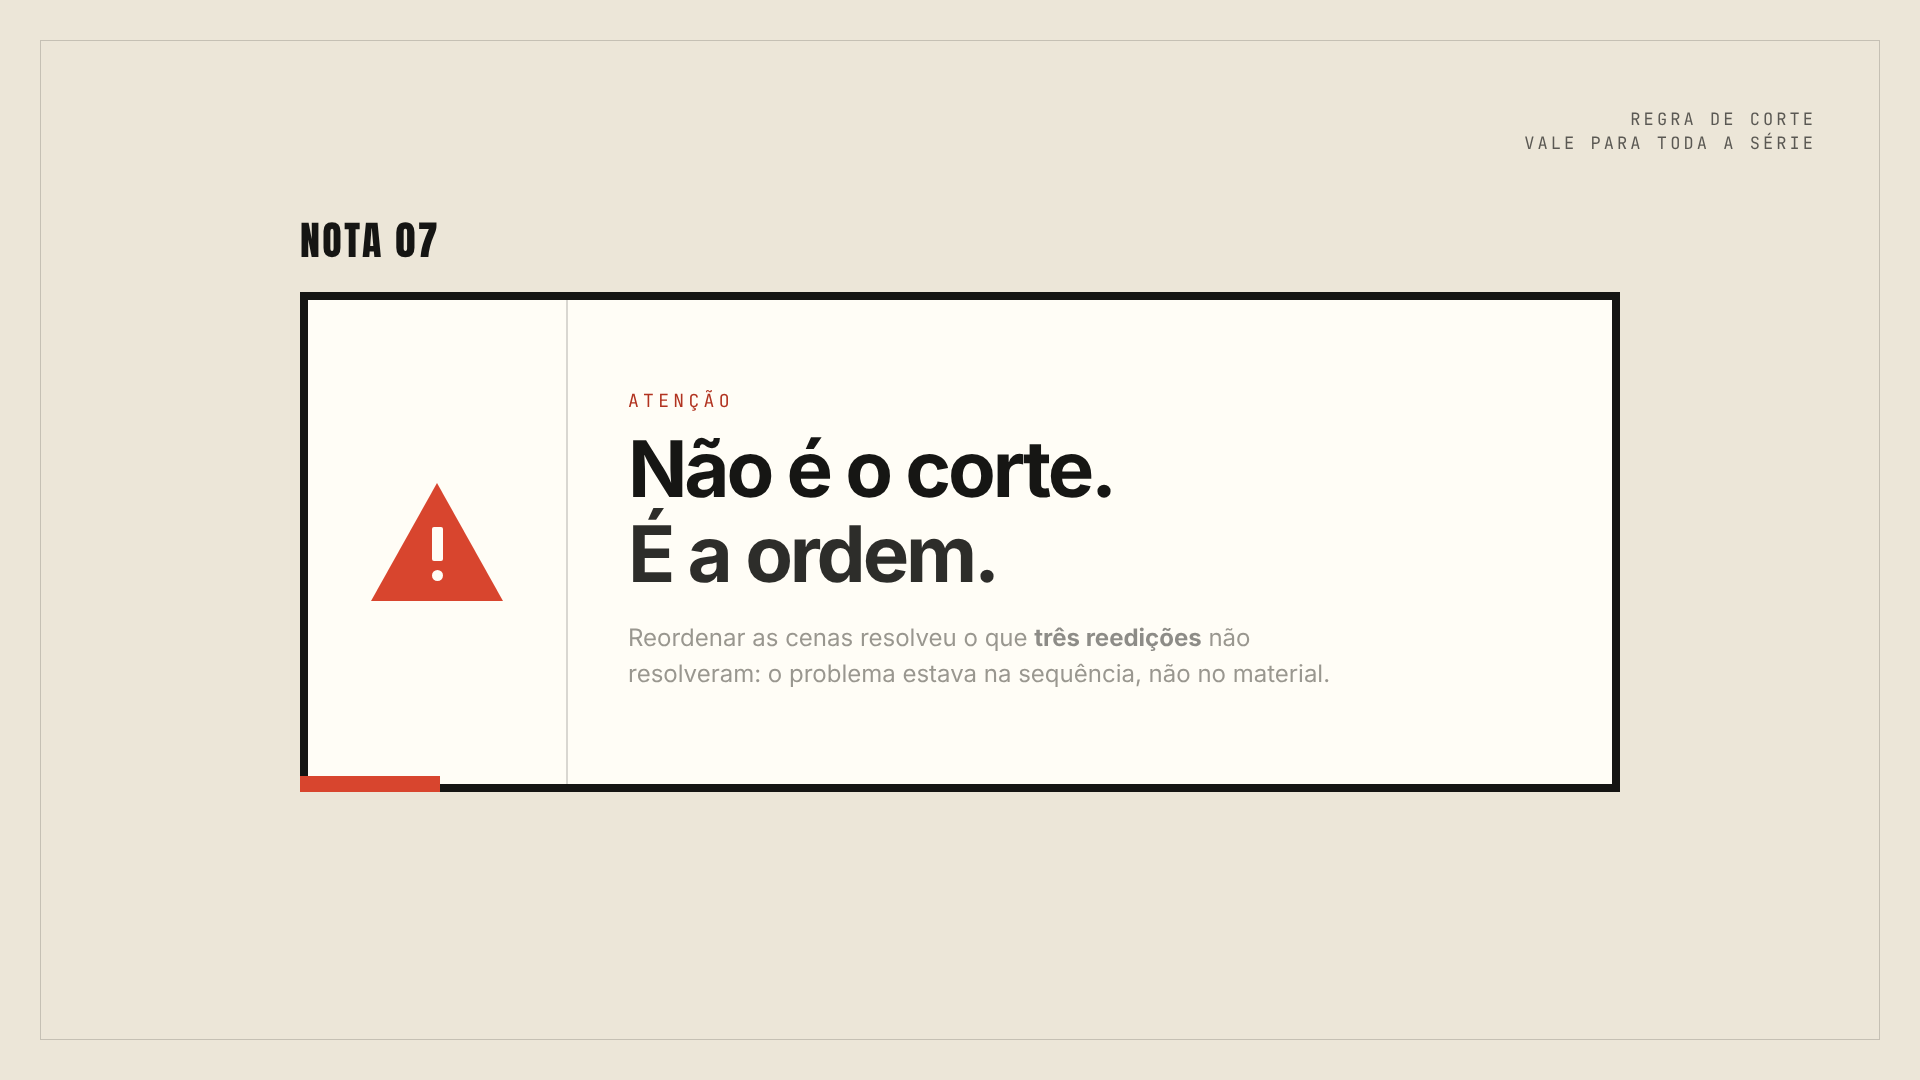 REGRA DE CORTE
VALE PARA TODA A SÉRIE
NOTA 07
ATENÇÃO
Não é o corte.
É a ordem.
Reordenar as cenas resolveu o que três reedições não
resolveram: o problema estava na sequência, não no material.